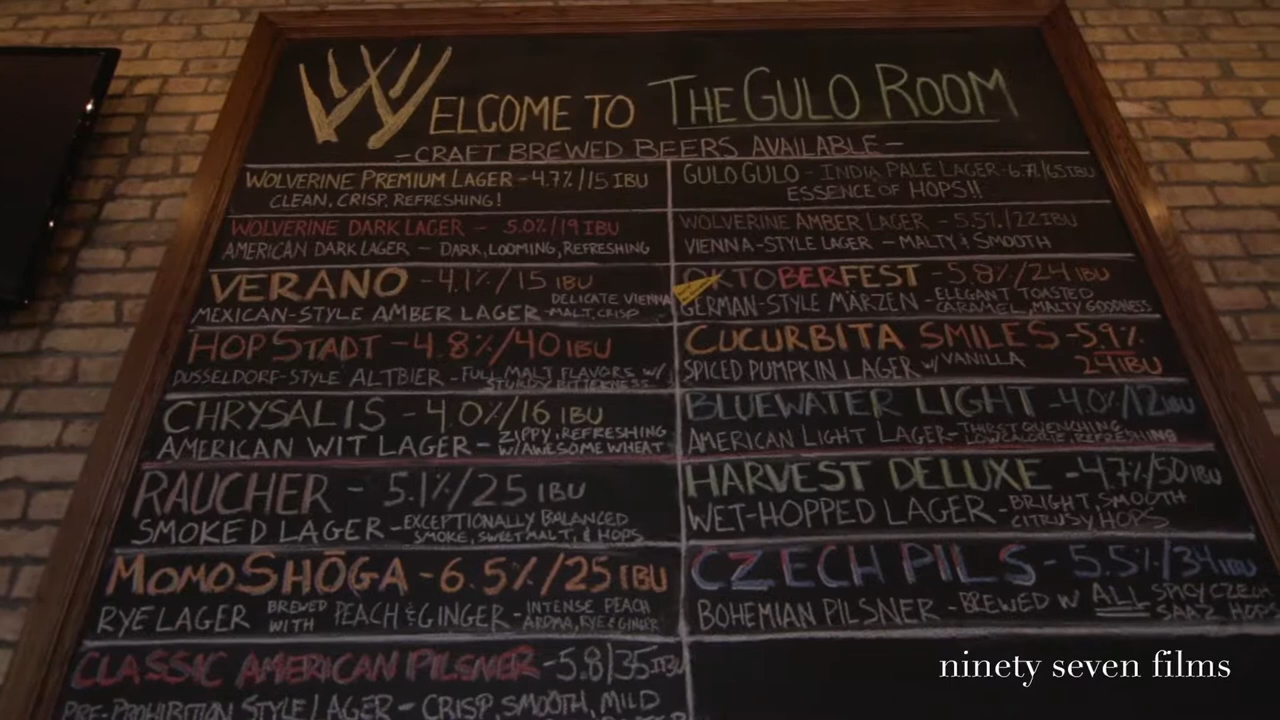 WELCOME TO THE GULO ROOM
-CRAFT BREWED BEERS AVAILABLE-
WOLVERINE PREMIUM LAGER - 4.7%/15 IBU
CLEAN, CRISP, REFRESHING!
WOLVERINE DARK LAGER - 5.0%/19 IBU
AMERICAN DARK LAGER - DARK, LOOMING, REFRESHING
VERANO - 4.1%/15 IBU
MEXICAN-STYLE AMBER LAGER - DELICATE VIENNA
MALT, CRISP
HOP STADT - 4.8%/40 IBU
DUSSELDORF-STYLE ALTBIER - FULL MALT FLAVORS W/
STURDY BITTERNESS
CHRYSALIS - 4.0%/16 IBU
AMERICAN WIT LAGER - ZIPPY, REFRESHING
W/AWESOME WHEAT
RAUCHER - 5.1%/25 IBU
SMOKED LAGER - EXCEPTIONALLY BALANCED
SMOKE, SWEET MALT, & HOPS
MOMO SHŌGA - 6.5%/25 IBU
RYE LAGER BREWED WITH PEACH & GINGER - INTENSE PEACH
AROMA, RYE & GINGER
CLASSIC AMERICAN PILSNER - 5.8/35 IBU
PRE-PROHIBITION STYLE LAGER - CRISP, SMOOTH, MILD
GULO GULO - INDIA PALE LAGER - 6.7%/65 IBU
ESSENCE OF HOPS!!
WOLVERINE AMBER LAGER - 5.5%/22 IBU
VIENNA-STYLE LAGER - MALTY & SMOOTH
OKTOBERFEST - 5.8%/24 IBU
GERMAN-STYLE MÄRZEN - ELEGANT TOASTED
CARAMEL, MALTY GOODNESS
CUCURBITA SMILES - 5.9%
24 IBU
SPICED PUMPKIN LAGER W/ VANILLA
BLUEWATER LIGHT - 4.0%/12 IBU
AMERICAN LIGHT LAGER - THIRST QUENCHING
LOW CALORIE, REFRESHING
HARVEST DELUXE - 4.7%/50 IBU
WET-HOPPED LAGER - BRIGHT, SMOOTH
CITRUSY HOPS
CZECH PILS - 5.5%/34 IBU
BOHEMIAN PILSNER - BREWED W/ ALL SPICY CZECH
SAAZ HOPS
ninety seven films